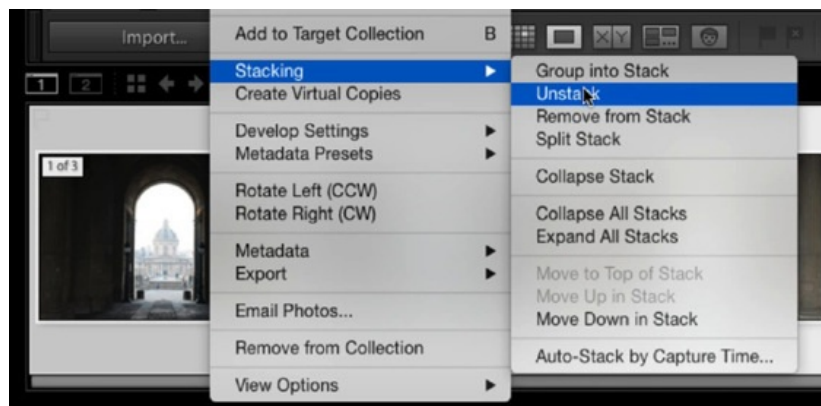 Import...
1 2
1 of 3
Add to Target Collection B
Stacking
Create Virtual Copies
Develop Settings
Metadata Presets
Rotate Left (CCW)
Rotate Right (CW)
Metadata
Export
Email Photos...
Remove from Collection
View Options
X Y
Group into Stack
Unstack
Remove from Stack
Split Stack
Collapse Stack
Collapse All Stacks
Expand All Stacks
Move to Top of Stack
Move Up in Stack
Move Down in Stack
Auto-Stack by Capture Time...